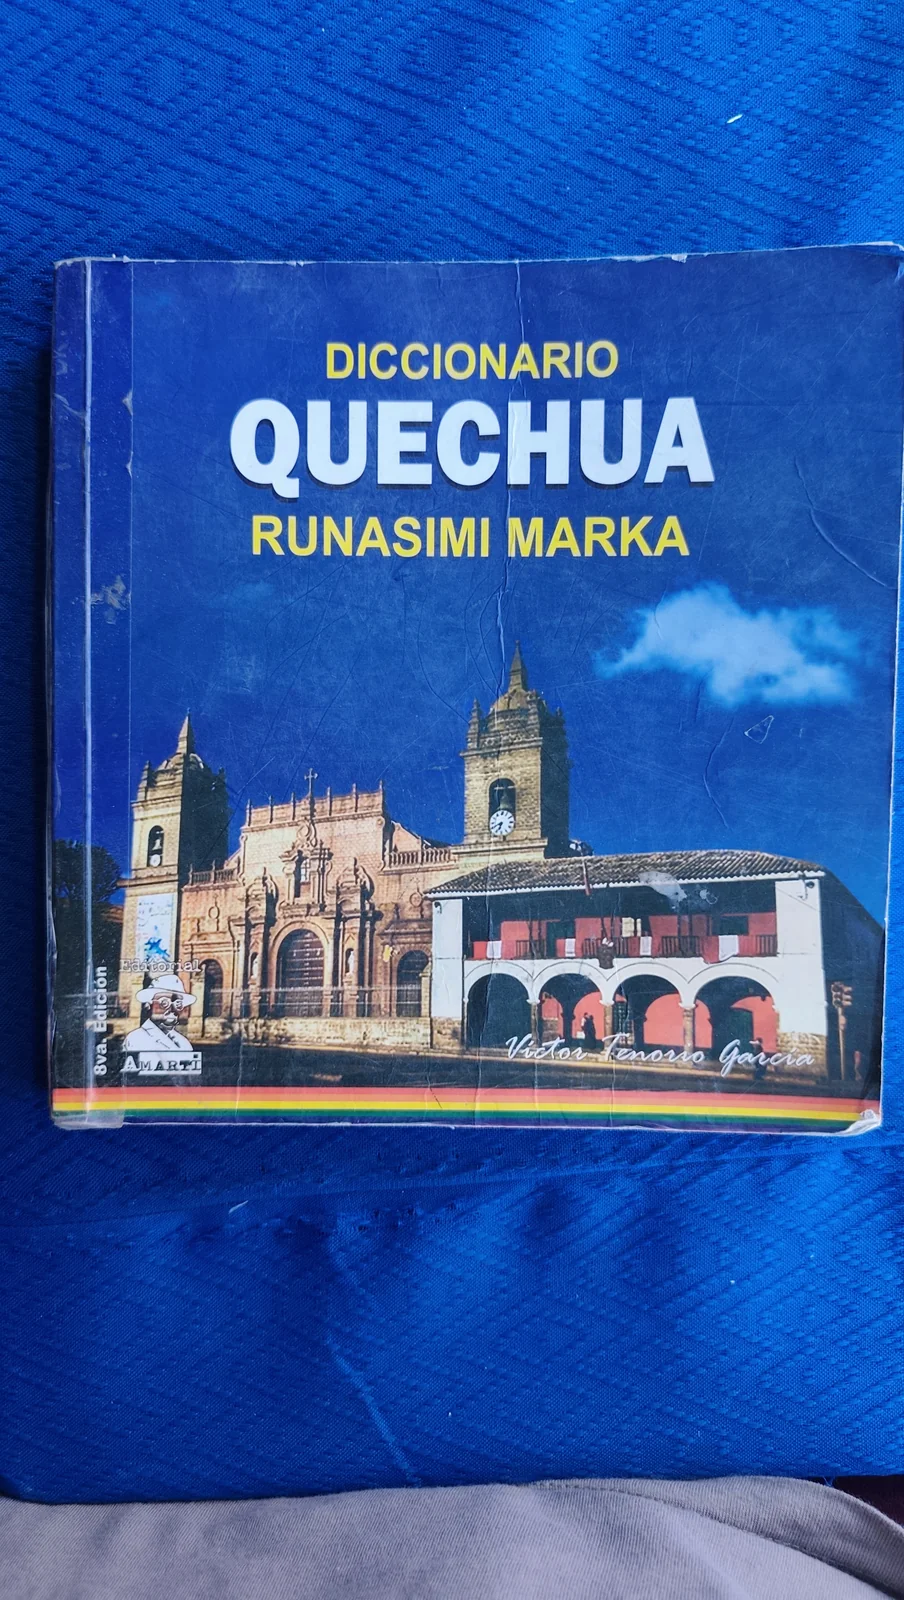 DICCIONARIO
QUECHUA
RUNASIMI MARKA
8va. Edición
Editorial
AMARTI
Víctor Tenorio García